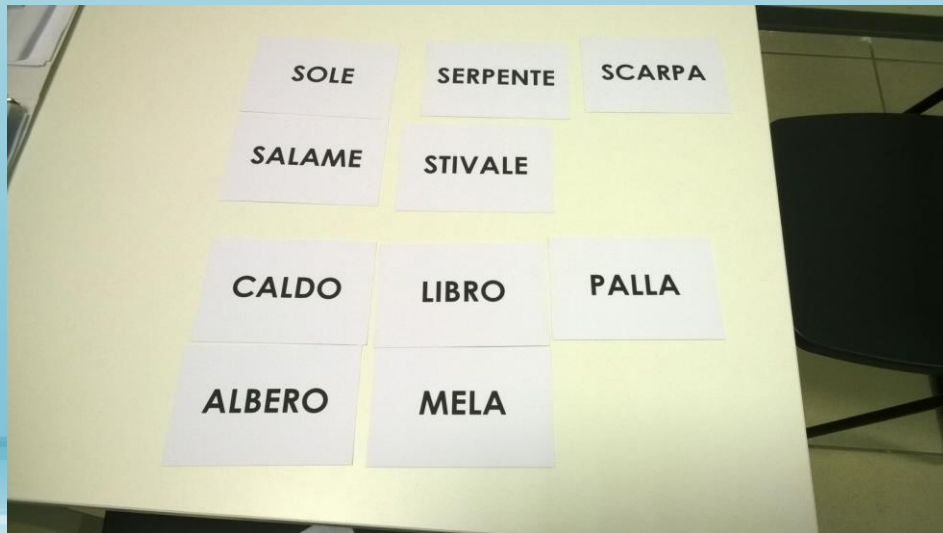 SOLE SERPENTE SCARPA
SALAME STIVALE
CALDO LIBRO PALLA
ALBERO MELA